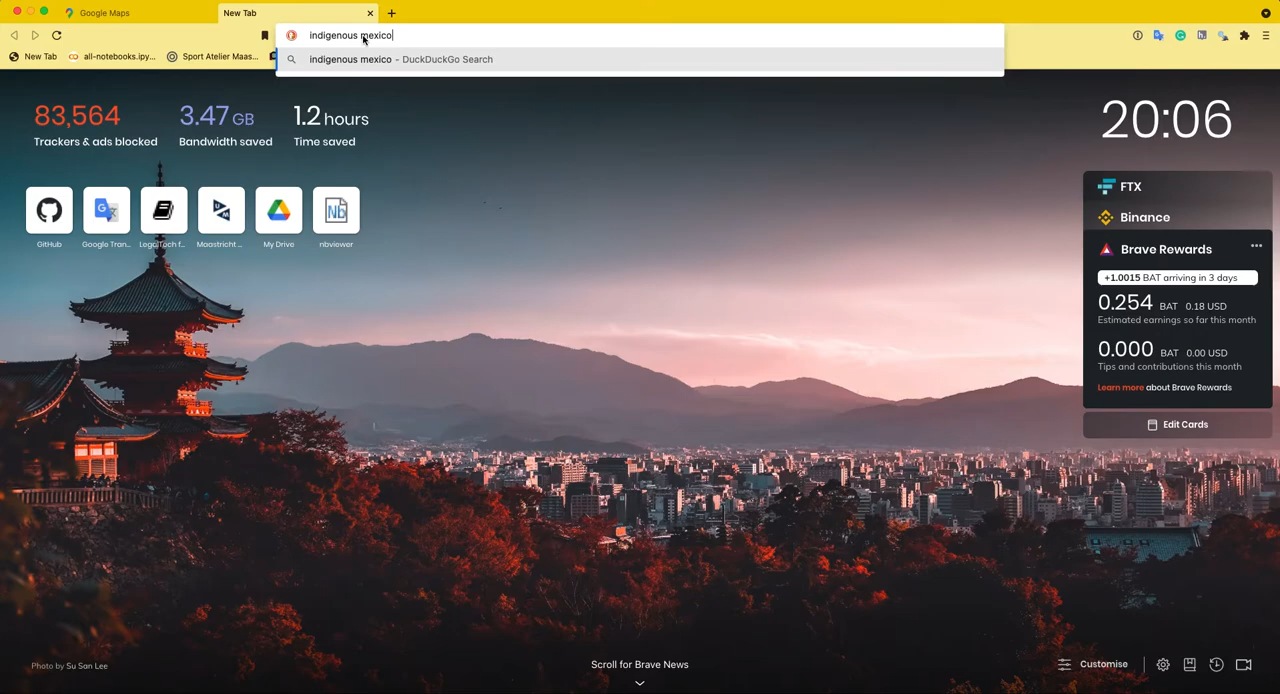 Google Maps
New Tab
indigenous mexico
New Tab
all-notebooks.ipy...
Sport Atelier Maas...
indigenous mexico - DuckDuckGo Search
83,564
Trackers & ads blocked
3.47 GB
Bandwidth saved
1.2 hours
Time saved
20:06
GitHub
Google Tran...
LegalTech f...
Maastricht ...
My Drive
nbviewer
FTX
Binance
Brave Rewards
+1.0015 BAT arriving in 3 days
0.254 BAT 0.18 USD
Estimated earnings so far this month
0.000 BAT 0.00 USD
Tips and contributions this month
Learn more about Brave Rewards
Edit Cards
Photo by Su San Lee
Scroll for Brave News
Customise